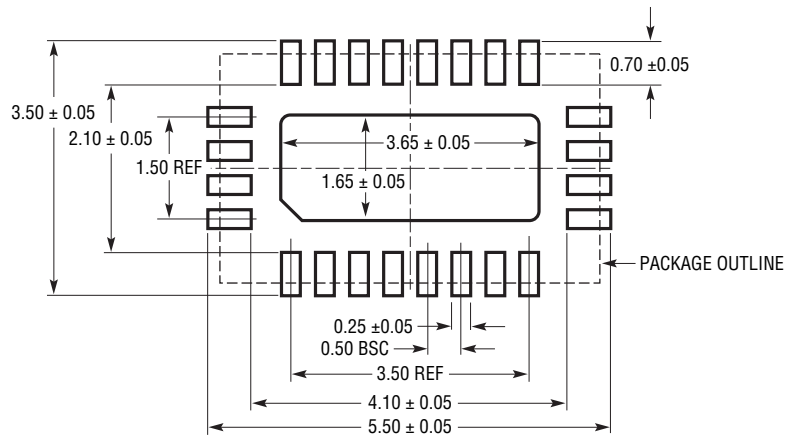 0.70 ±0.05
3.50 ± 0.05
2.10 ± 0.05
3.65 ± 0.05
1.50 REF
1.65 ± 0.05
PACKAGE OUTLINE
0.25 ±0.05
0.50 BSC
3.50 REF
4.10 ± 0.05
5.50 ± 0.05